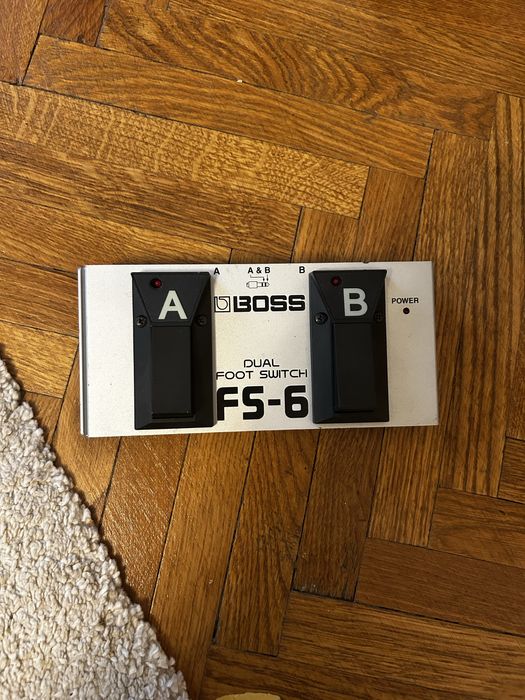 A A & B B
A BOSS B POWER
DUAL
FOOT SWITCH
FS-6